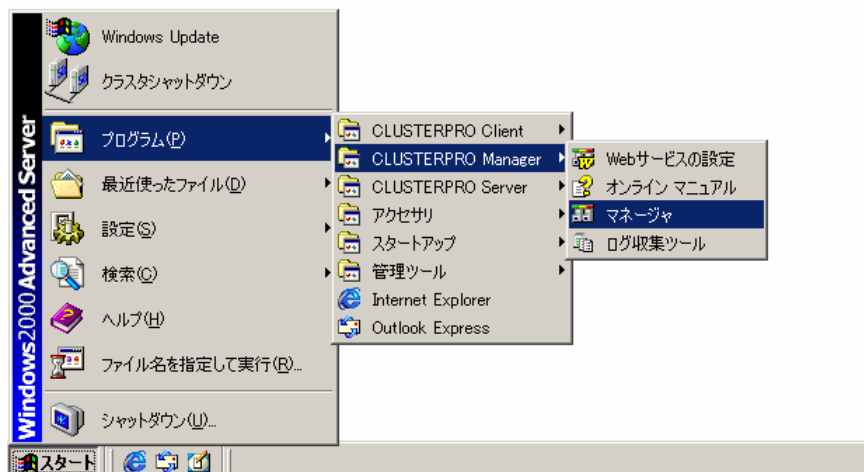 Windows2000 Advanced Server
Windows Update
クラスタシャットダウン
プログラム(P)
最近使ったファイル(D)
設定(S)
検索(C)
ヘルプ(H)
ファイル名を指定して実行(R)...
シャットダウン(U)...
CLUSTERPRO Client
CLUSTERPRO Manager
CLUSTERPRO Server
アクセサリ
スタートアップ
管理ツール
Internet Explorer
Outlook Express
Webサービスの設定
オンライン マニュアル
マネージャ
ログ収集ツール
スタート